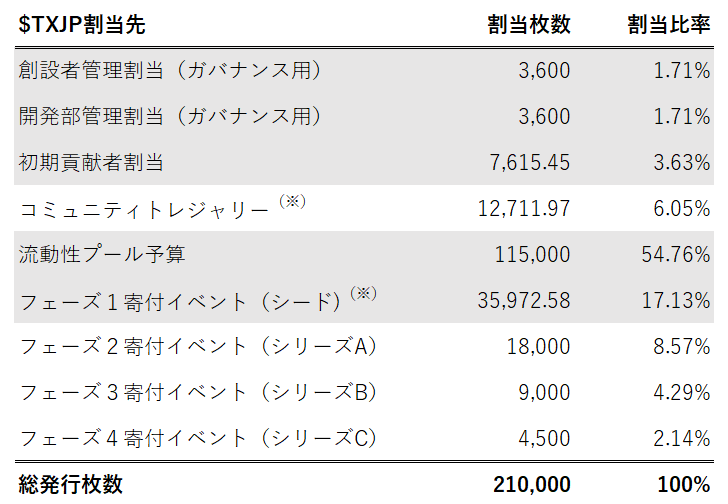 $TXJP割当先 割当枚数 割当比率
創設者管理割当（ガバナンス用） 3,600 1.71%
開発部管理割当（ガバナンス用） 3,600 1.71%
初期貢献者割当 7,615.45 3.63%
コミュニティトレジャリー（※） 12,711.97 6.05%
流動性プール予算 115,000 54.76%
フェーズ１寄付イベント（シード）（※） 35,972.58 17.13%
フェーズ２寄付イベント（シリーズA） 18,000 8.57%
フェーズ３寄付イベント（シリーズB） 9,000 4.29%
フェーズ４寄付イベント（シリーズC） 4,500 2.14%
総発行枚数 210,000 100%